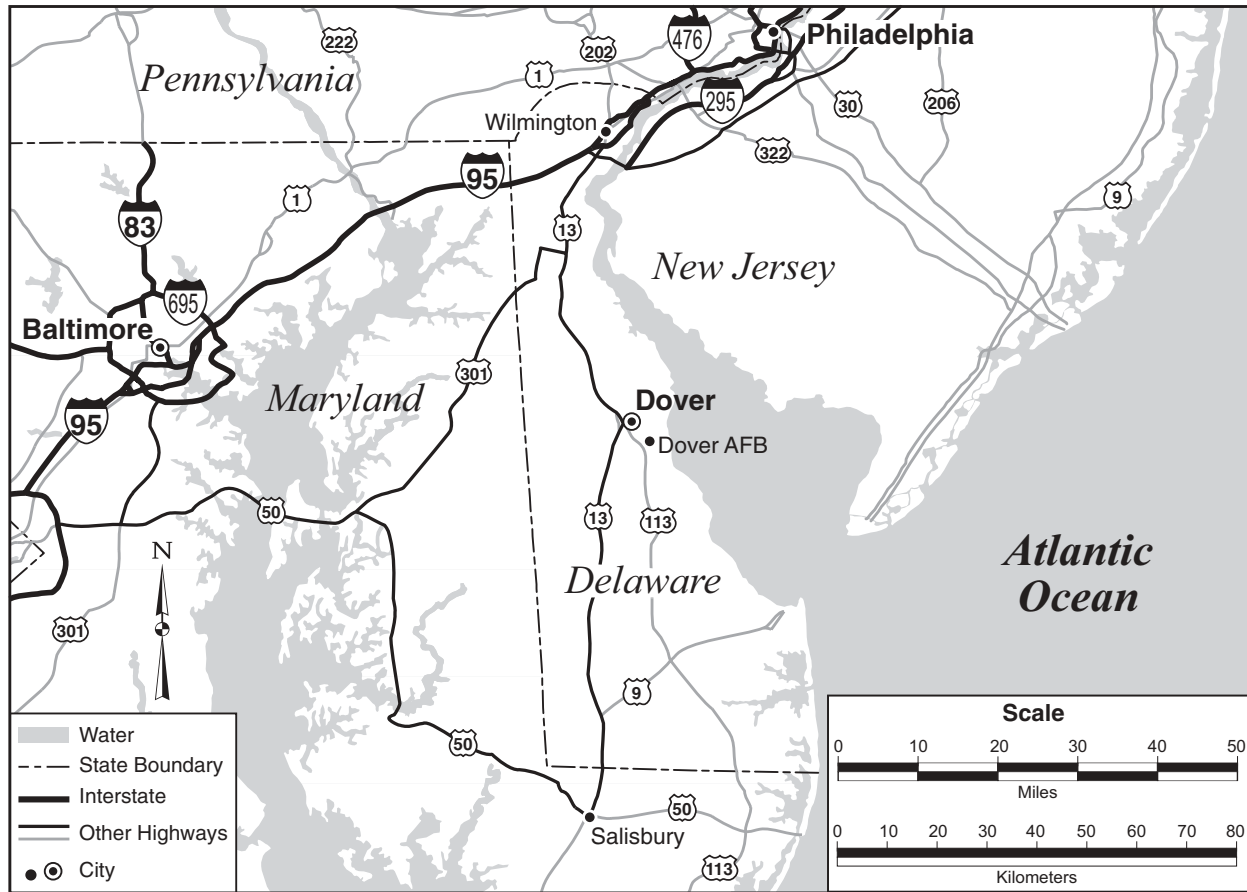 222
202
476
Philadelphia
Pennsylvania
1
295
30
206
Wilmington
322
95
1
9
83
13
New Jersey
695
Baltimore
301
Maryland
Dover
95
Dover AFB
50
13
113
N
Delaware
Atlantic
Ocean
301
9
50
Salisbury
50
113
Water
State Boundary
Interstate
Other Highways
City
Scale
0 10 20 30 40 50
Miles
0 10 20 30 40 50 60 70 80
Kilometers